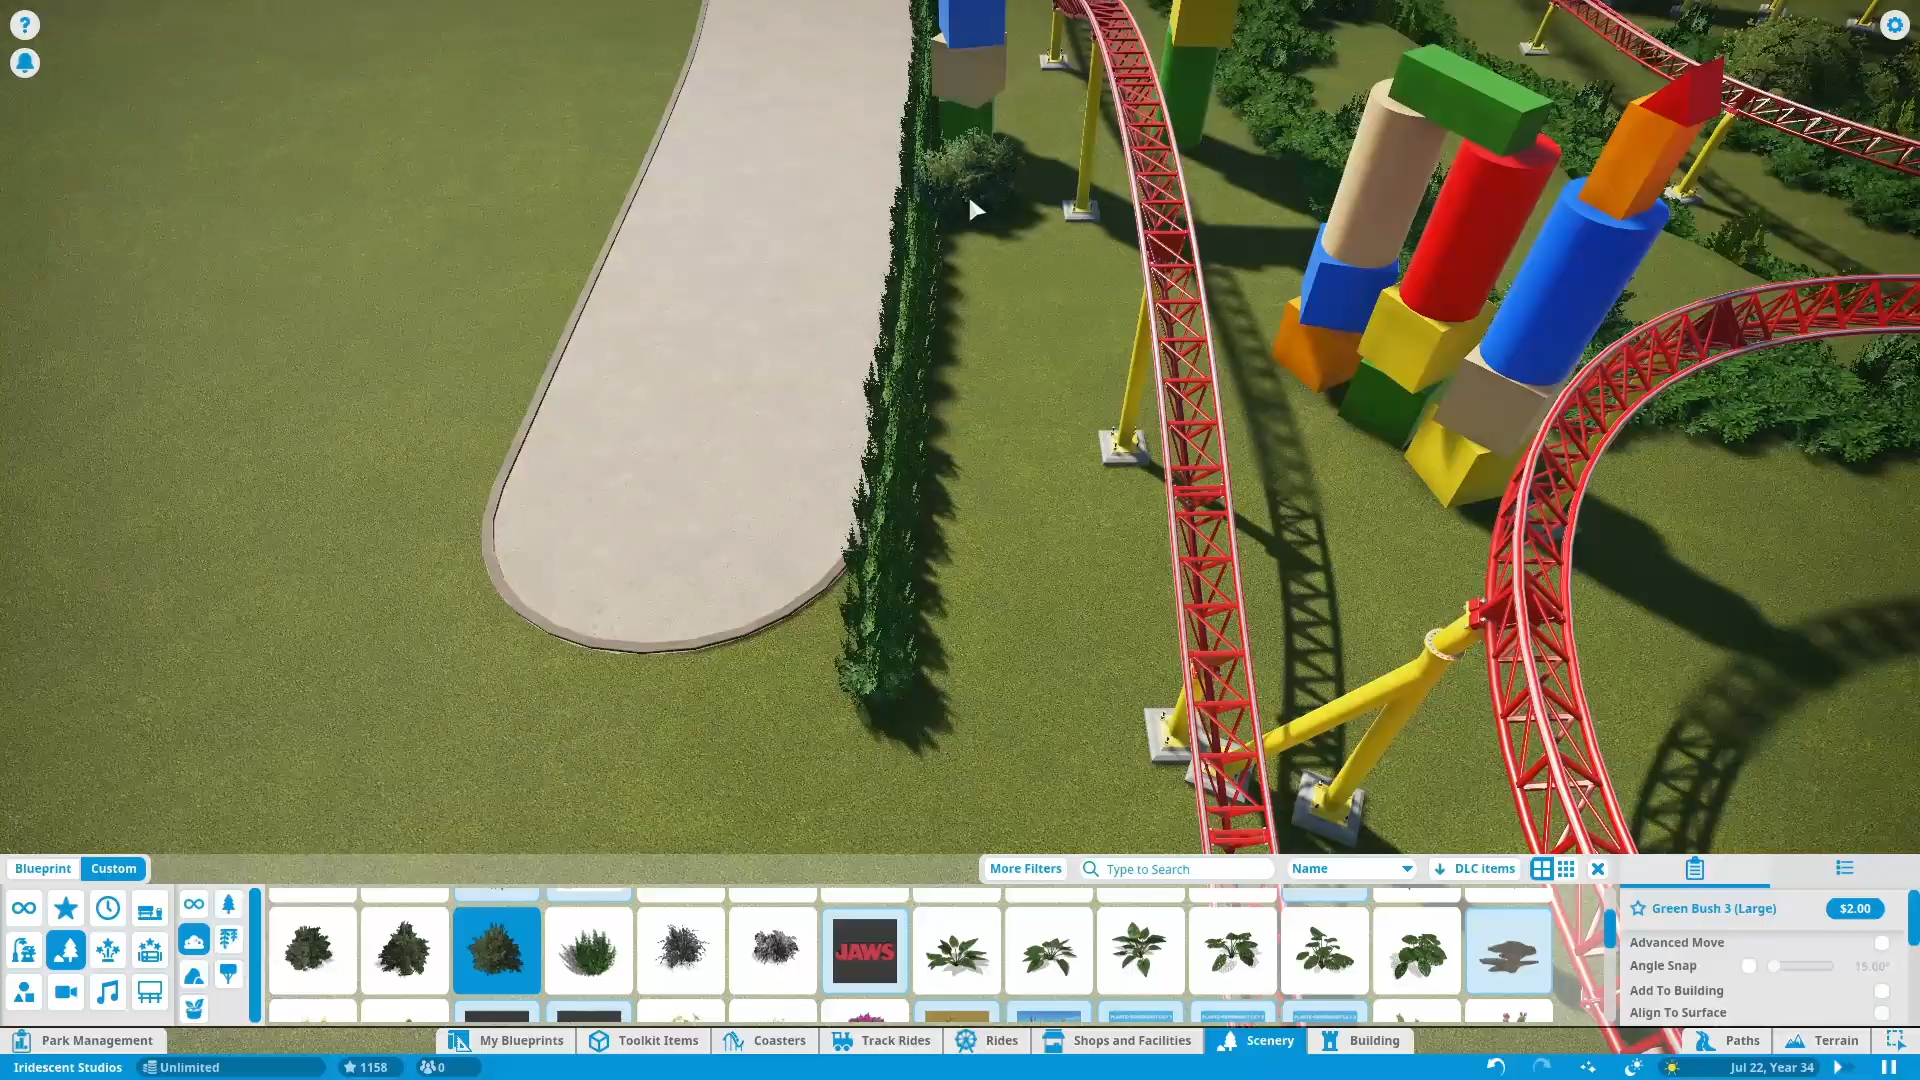 ?
Blueprint
Custom
More Filters
Type to Search
Name
DLC items
Green Bush 3 (Large)
$2.00
Advanced Move
Angle Snap
15.00°
Add To Building
Align To Surface
JAWS
Park Management
My Blueprints
Toolkit Items
Coasters
Track Rides
Rides
Shops and Facilities
Scenery
Building
Paths
Terrain
Iridescent Studios
Unlimited
1158
0
Jul 22, Year 34